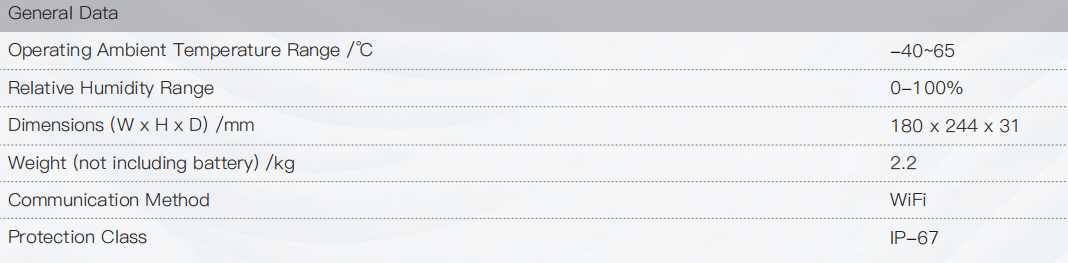 General Data
Operating Ambient Temperature Range /℃ –40~65
Relative Humidity Range 0–100%
Dimensions (W x H x D) /mm 180 x 244 x 31
Weight (not including battery) /kg 2.2
Communication Method WiFi
Protection Class IP–67